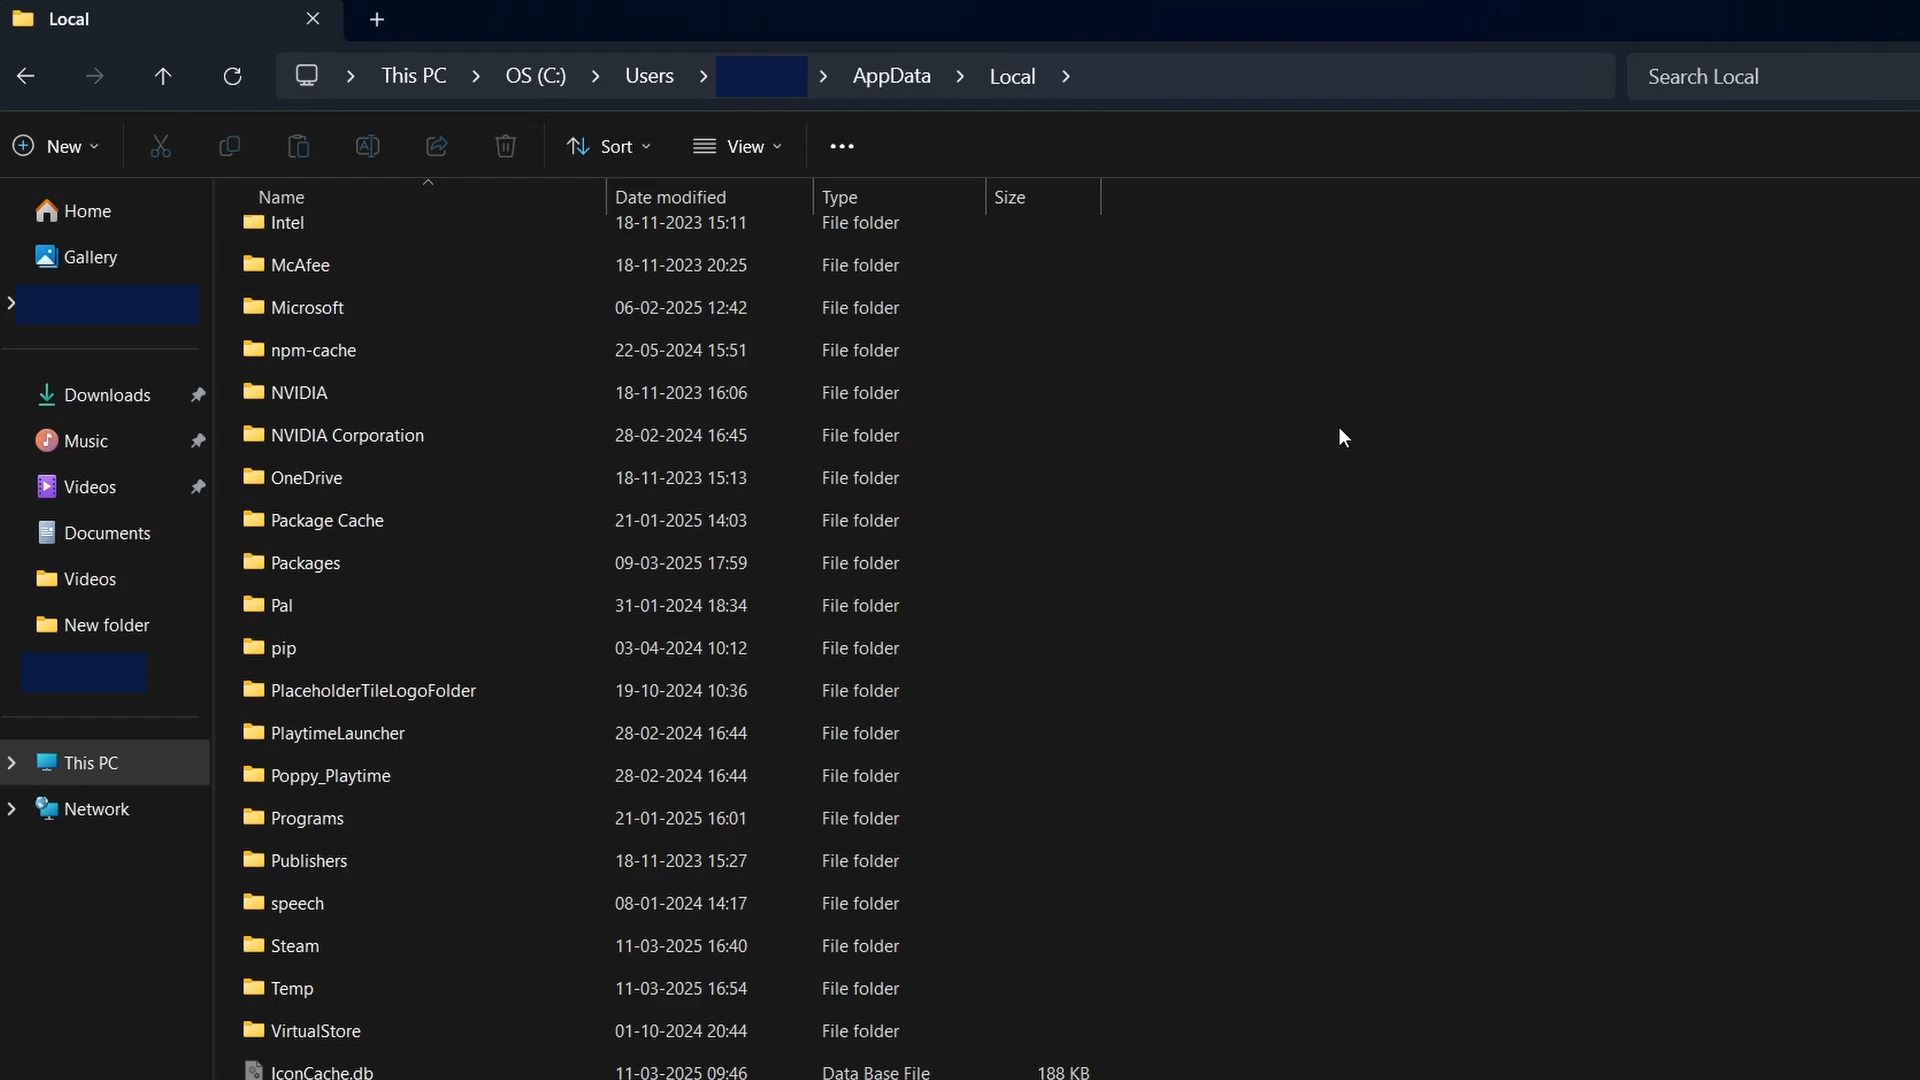 Local
This PC > OS (C:) > Users > > AppData > Local >
Search Local
New
Sort
View
Home
Gallery
Downloads
Music
Videos
Documents
Videos
New folder
This PC
Network
Name Date modified Type Size
Intel 18-11-2023 15:11 File folder
McAfee 18-11-2023 20:25 File folder
Microsoft 06-02-2025 12:42 File folder
npm-cache 22-05-2024 15:51 File folder
NVIDIA 18-11-2023 16:06 File folder
NVIDIA Corporation 28-02-2024 16:45 File folder
OneDrive 18-11-2023 15:13 File folder
Package Cache 21-01-2025 14:03 File folder
Packages 09-03-2025 17:59 File folder
Pal 31-01-2024 18:34 File folder
pip 03-04-2024 10:12 File folder
PlaceholderTileLogoFolder 19-10-2024 10:36 File folder
PlaytimeLauncher 28-02-2024 16:44 File folder
Poppy_Playtime 28-02-2024 16:44 File folder
Programs 21-01-2025 16:01 File folder
Publishers 18-11-2023 15:27 File folder
speech 08-01-2024 14:17 File folder
Steam 11-03-2025 16:40 File folder
Temp 11-03-2025 16:54 File folder
VirtualStore 01-10-2024 20:44 File folder
IconCache.db 11-03-2025 09:46 Data Base File 188 KB